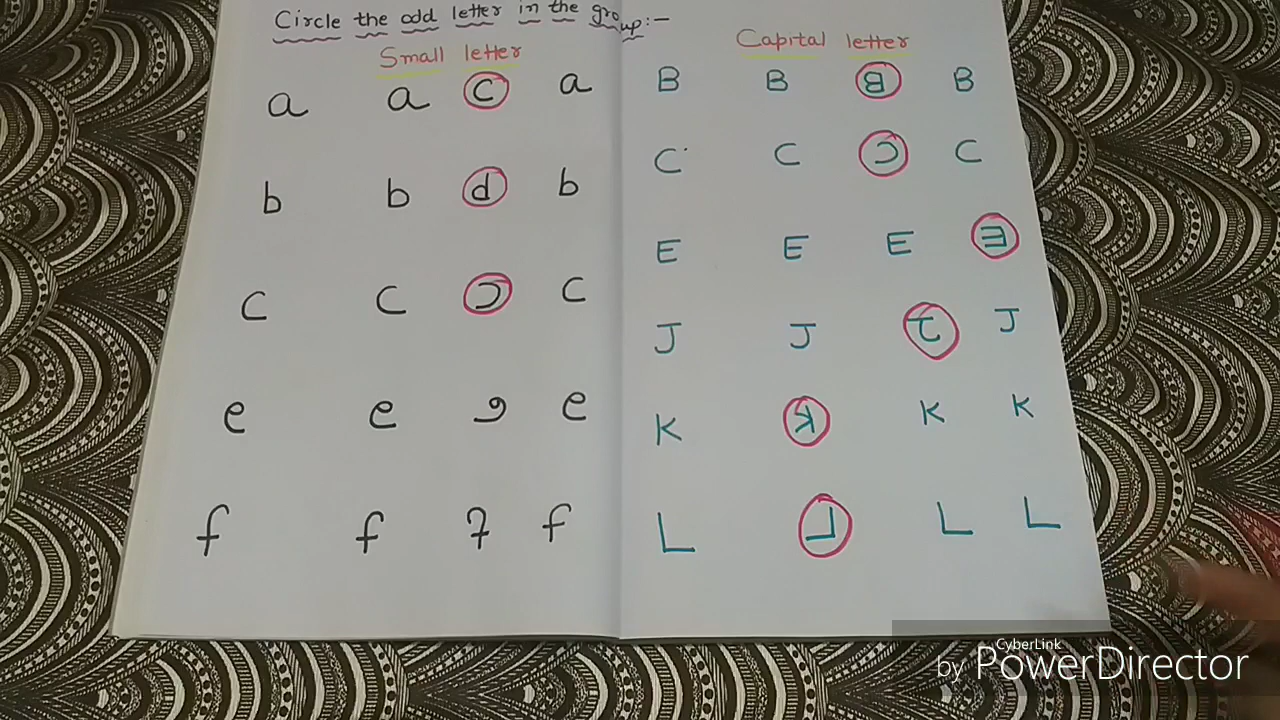 Circle the odd letter in the group:-
Small letter
a a c a
b b d b
c c ɔ c
e e ɘ e
f f ɟ f
Capital letter
B B ᗺ B
C C Ɔ C
E E Ǝ E
J J Ⴑ J
K ꓘ K K
L ⅃ L L
CyberLink
by PowerDirector